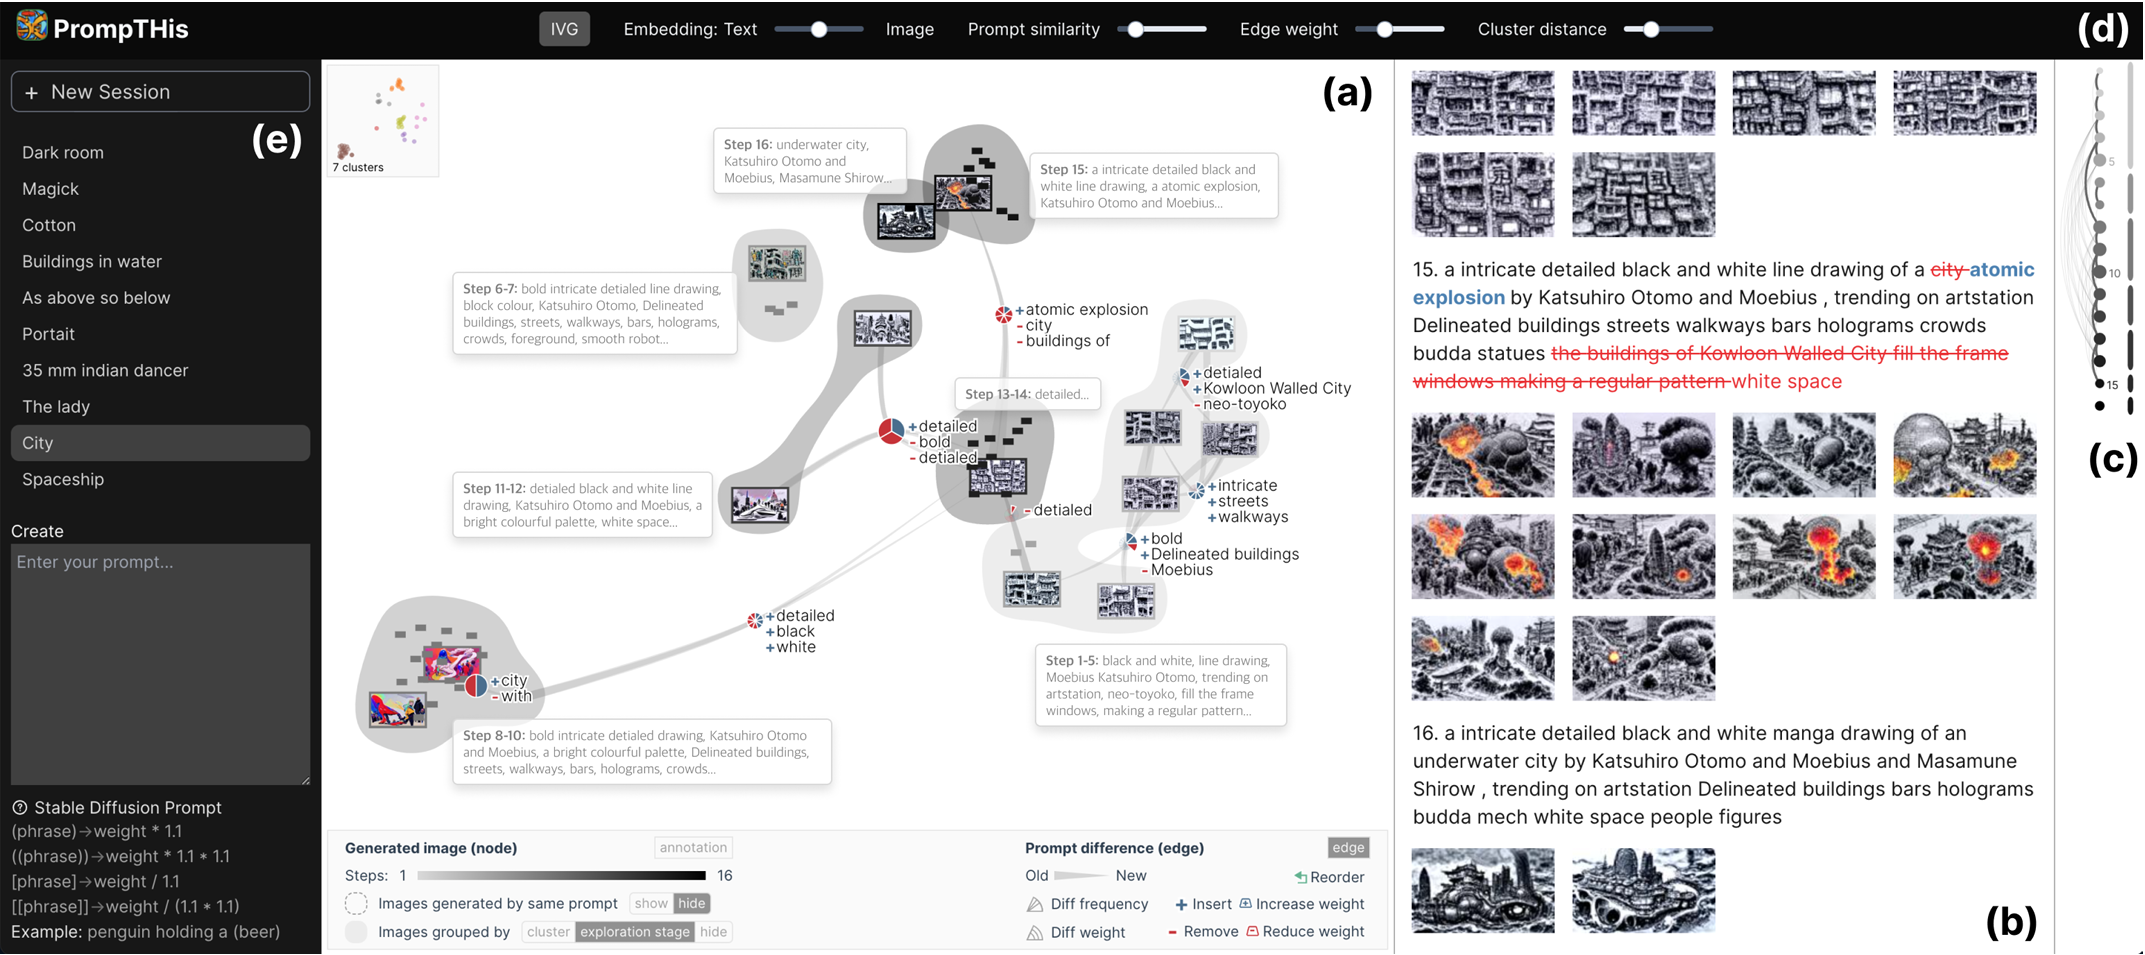 PrompTHis
IVG
Embedding: Text
Image
Prompt similarity
Edge weight
Cluster distance
(d)
+ New Session
(e)
Dark room
Magick
Cotton
Buildings in water
As above so below
Portait
35 mm indian dancer
The lady
City
Spaceship
Create
Enter your prompt...
Stable Diffusion Prompt
(phrase)→weight * 1.1
((phrase))→weight * 1.1 * 1.1
[phrase]→weight / 1.1
[[phrase]]→weight / (1.1 * 1.1)
Example: penguin holding a (beer)
7 clusters
(a)
Step 16: underwater city,
Katsuhiro Otomo and
Moebius, Masamune Shirow...
Step 15: a intricate detailed black and
white line drawing, a atomic explosion,
Katsuhiro Otomo and Moebius...
Step 6-7: bold intricate detialed line drawing,
block colour, Katsuhiro Otomo, Delineated
buildings, streets, walkways, bars, holograms,
crowds, foreground, smooth robot...
+atomic explosion
-city
-buildings of
+detialed
+Kowloon Walled City
-neo-toyoko
Step 13-14: detailed...
+detailed
-bold
-detialed
Step 11-12: detialed black and white line
drawing, Katsuhiro Otomo and Moebius, a
bright colourful palette, white space...
-detialed
+intricate
+streets
+walkways
+bold
+Delineated buildings
-Moebius
+detailed
+black
+white
+city
-with
Step 1-5: black and white, line drawing,
Moebius Katsuhiro Otomo, trending on
artstation, neo-toyoko, fill the frame
windows, making a regular pattern...
Step 8-10: bold intricate detialed drawing, Katsuhiro Otomo
and Moebius, a bright colourful palette, Delineated buildings,
streets, walkways, bars, holograms, crowds...
Generated image (node)
annotation
Steps: 1
16
Images generated by same prompt
show
hide
Images grouped by
cluster
exploration stage
hide
Prompt difference (edge)
edge
Old
New
Reorder
Diff frequency
+ Insert
Increase weight
Diff weight
- Remove
Reduce weight
15. a intricate detailed black and white line drawing of a city atomic
explosion by Katsuhiro Otomo and Moebius , trending on artstation
Delineated buildings streets walkways bars holograms crowds
budda statues the buildings of Kowloon Walled City fill the frame
windows making a regular pattern white space
16. a intricate detailed black and white manga drawing of an
underwater city by Katsuhiro Otomo and Moebius and Masamune
Shirow , trending on artstation Delineated buildings bars holograms
budda mech white space people figures
(b)
5
10
15
(c)